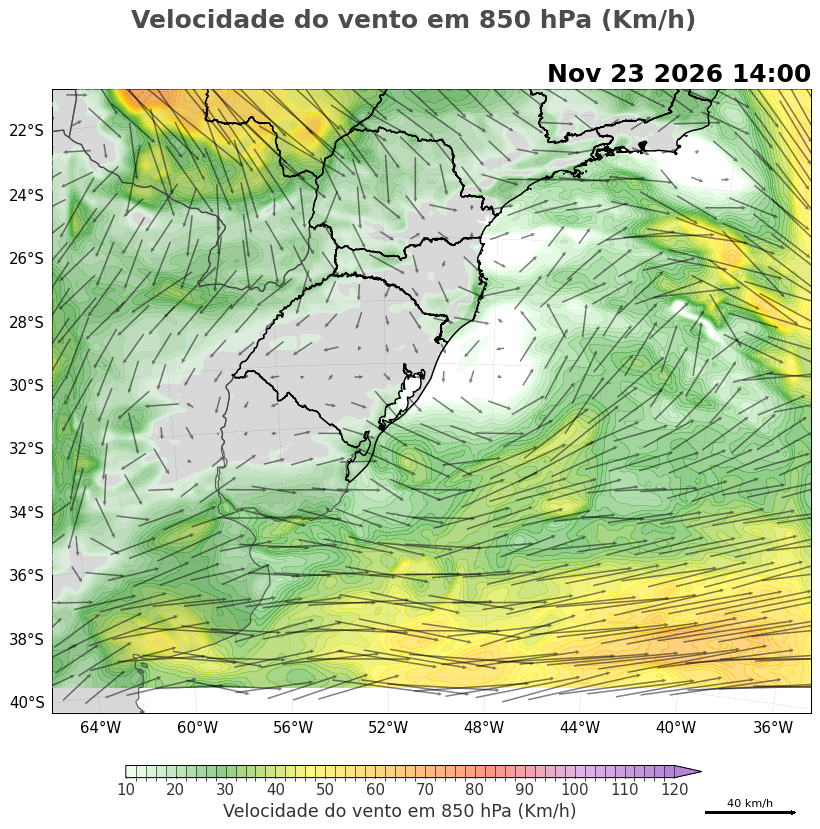 Velocidade do vento em 850 hPa (Km/h)
Nov 23 2026 14:00
22°S
24°S
26°S
28°S
30°S
32°S
34°S
36°S
38°S
40°S
64°W 60°W 56°W 52°W 48°W 44°W 40°W 36°W
10 20 30 40 50 60 70 80 90 100 110 120
Velocidade do vento em 850 hPa (Km/h)
40 km/h